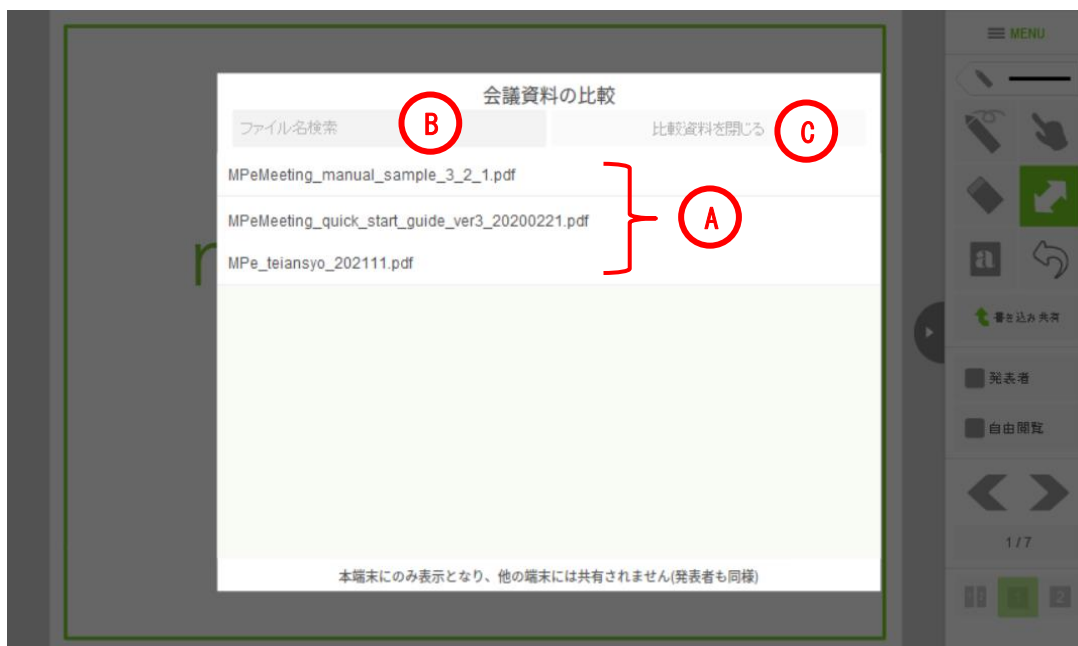 MENU
会議資料の比較
ファイル名検索
B
比較資料を閉じる
C
MPeMeeting_manual_sample_3_2_1.pdf
MPeMeeting_quick_start_guide_ver3_20200221.pdf
A
MPe_teiansyo_202111.pdf
a
書き込み共有
発表者
自由閲覧
1/7
1 2
1
2
本端末にのみ表示となり、他の端末には共有されません(発表者も同様)